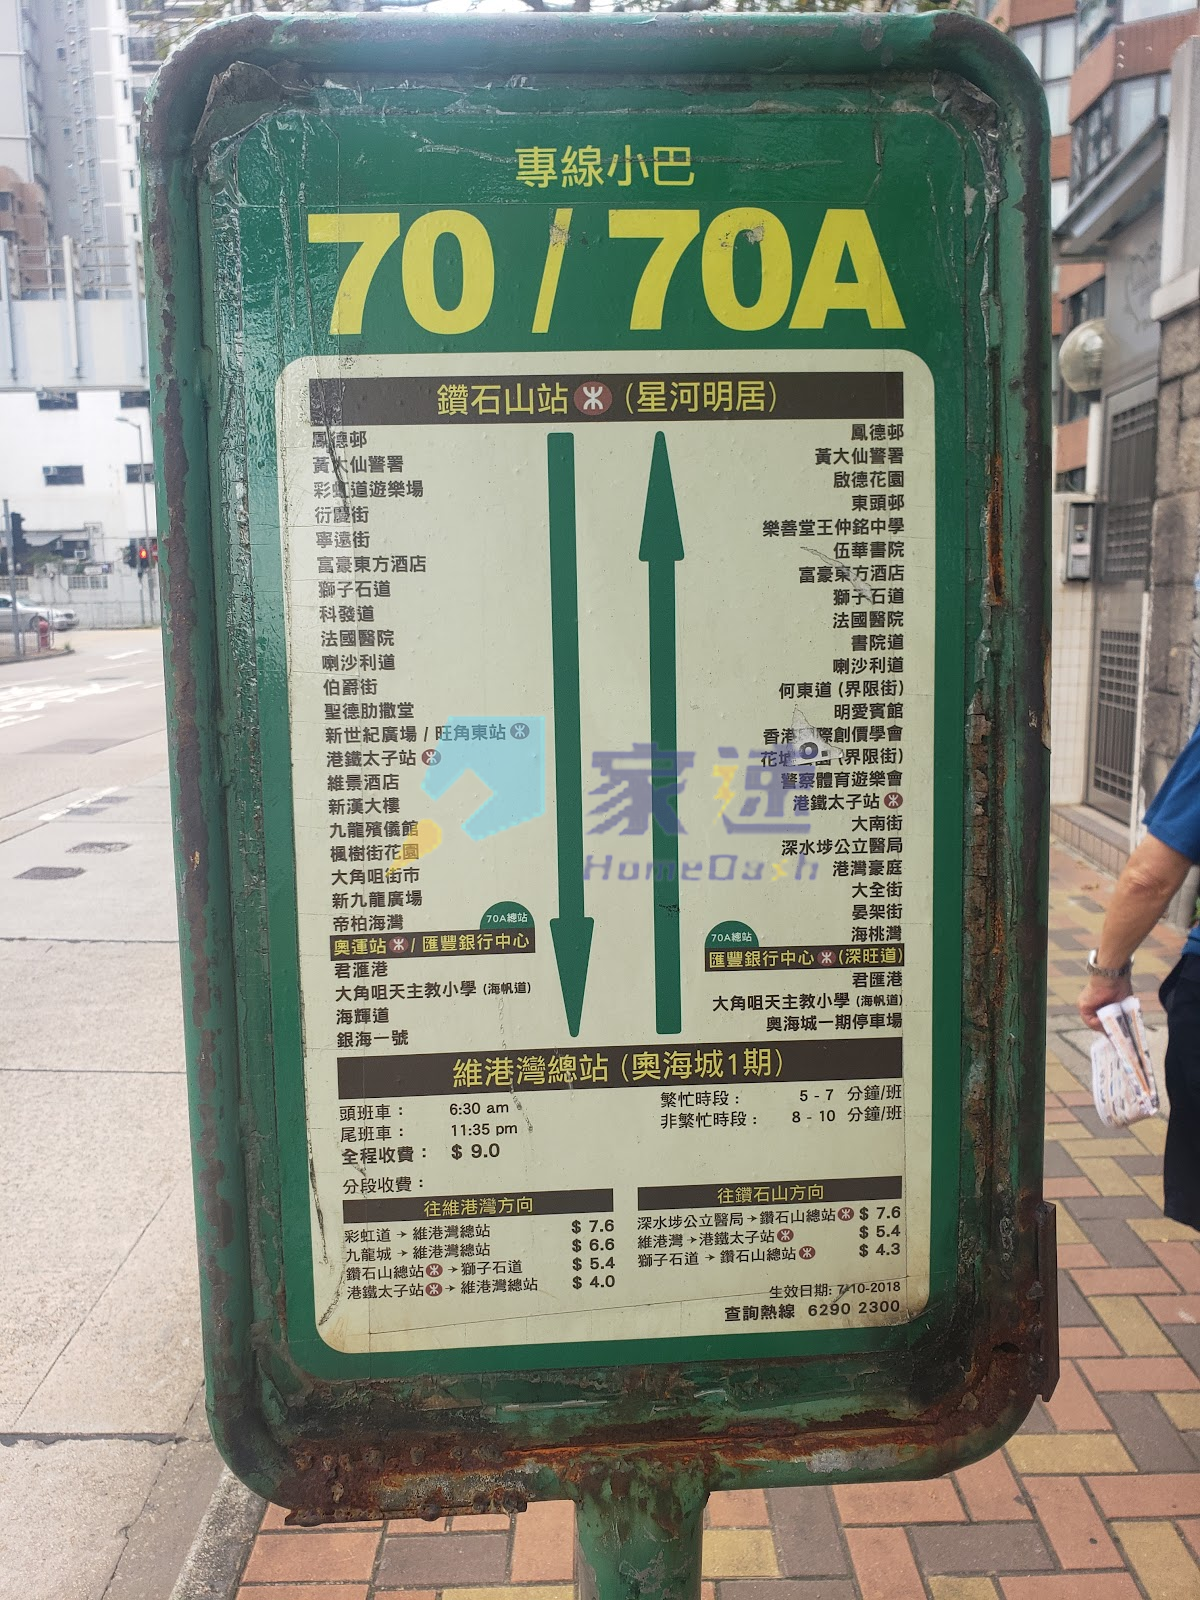 專線小巴
70 / 70A
鑽石山站 (星河明居)
鳳德邨
黃大仙警署
彩虹道遊樂場
衍慶街
寧遠街
富豪東方酒店
獅子石道
科發道
法國醫院
喇沙利道
伯爵街
聖德肋撒堂
新世紀廣場 / 旺角東站
港鐵太子站
維景酒店
新漢大樓
九龍殯儀館
楓樹街花園
大角咀街市
新九龍廣場
帝柏海灣
70A總站
奧運站 / 匯豐銀行中心
君滙港
大角咀天主教小學 (海帆道)
海輝道
銀海一號
鳳德邨
黃大仙警署
啟德花園
東頭邨
樂善堂王仲銘中學
伍華書院
富豪東方酒店
獅子石道
法國醫院
書院道
喇沙利道
何東道 (界限街)
明愛賓館
香港國際創價學會
花墟公園 (界限街)
警察體育遊樂會
港鐵太子站
大南街
深水埗公立醫局
港灣豪庭
大全街
晏架街
海桃灣
70A總站
匯豐銀行中心 (深旺道)
君匯港
大角咀天主教小學 (海帆道)
奧海城一期停車場
家速
HomeDash
維港灣總站 (奧海城1期)
頭班車： 6:30 am
尾班車： 11:35 pm
全程收費： $ 9.0
繁忙時段： 5 - 7 分鐘/班
非繁忙時段： 8 - 10 分鐘/班
分段收費：
往維港灣方向
彩虹道→維港灣總站 $ 7.6
九龍城→維港灣總站 $ 6.6
鑽石山總站→獅子石道 $ 5.4
港鐵太子站→維港灣總站 $ 4.0
往鑽石山方向
深水埗公立醫局→鑽石山總站 $ 7.6
維港灣→港鐵太子站 $ 5.4
獅子石道→鑽石山總站 $ 4.3
生效日期: 7-10-2018
查詢熱線 6290 2300